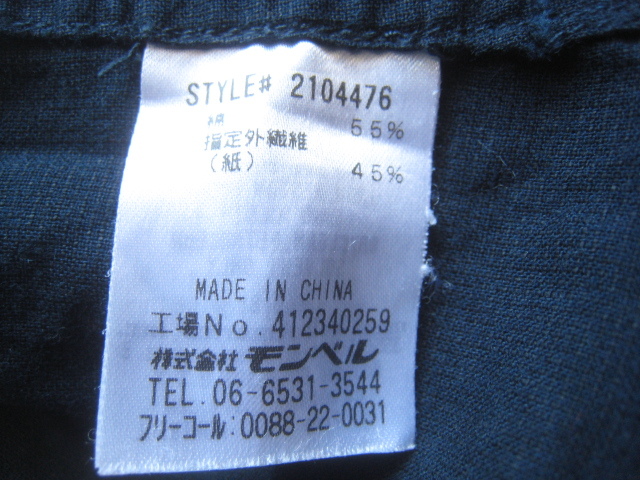 STYLE# 2104476
綿 55%
指定外繊維
(紙) 45%
MADE IN CHINA
工場No.412340259
株式会社 モンベル
TEL.06-6531-3544
フリーコール:0088-22-0031